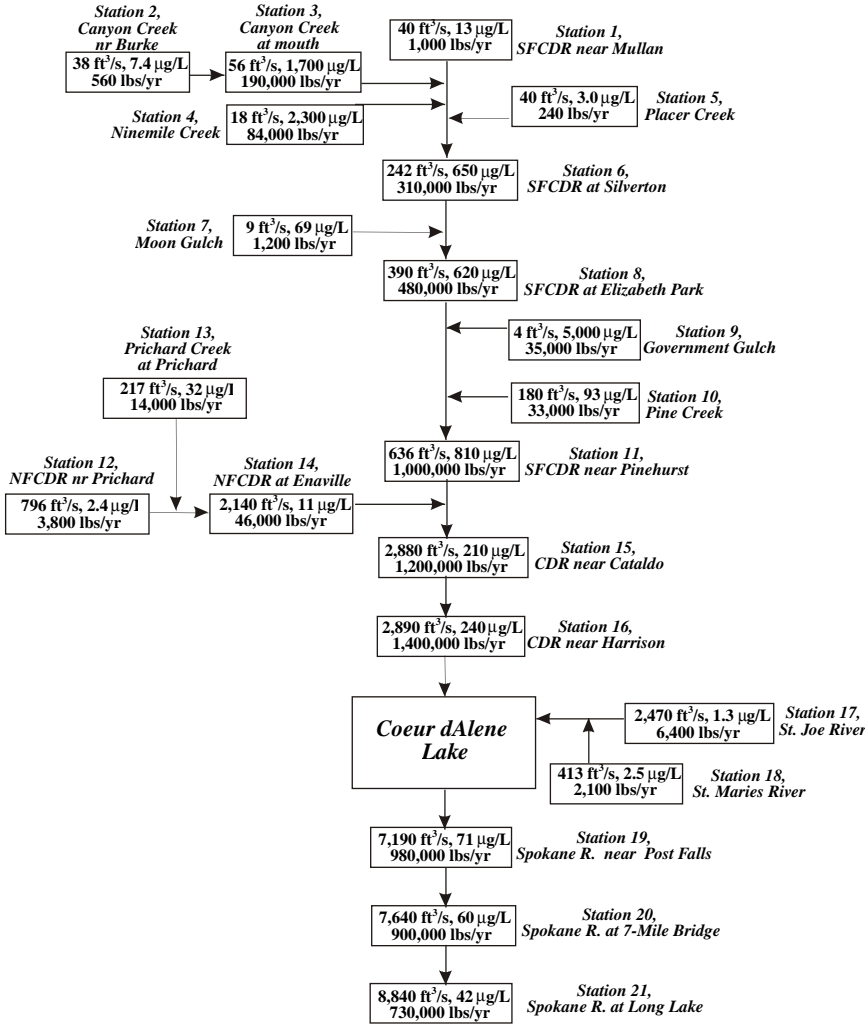 Station 2,
Canyon Creek
nr Burke
38 ft³/s, 7.4 µg/L
560 lbs/yr
Station 3,
Canyon Creek
at mouth
56 ft³/s, 1,700 µg/L
190,000 lbs/yr
40 ft³/s, 13 µg/L
1,000 lbs/yr
Station 1,
SFCDR near Mullan
Station 4,
Ninemile Creek
18 ft³/s, 2,300 µg/L
84,000 lbs/yr
40 ft³/s, 3.0 µg/L
240 lbs/yr
Station 5,
Placer Creek
242 ft³/s, 650 µg/L
310,000 lbs/yr
Station 6,
SFCDR at Silverton
Station 7,
Moon Gulch
9 ft³/s, 69 µg/L
1,200 lbs/yr
390 ft³/s, 620 µg/L
480,000 lbs/yr
Station 8,
SFCDR at Elizabeth Park
4 ft³/s, 5,000 µg/L
35,000 lbs/yr
Station 9,
Government Gulch
Station 13,
Prichard Creek
at Prichard
217 ft³/s, 32 µg/l
14,000 lbs/yr
180 ft³/s, 93 µg/L
33,000 lbs/yr
Station 10,
Pine Creek
636 ft³/s, 810 µg/L
1,000,000 lbs/yr
Station 11,
SFCDR near Pinehurst
Station 12,
NFCDR nr Prichard
796 ft³/s, 2.4 µg/l
3,800 lbs/yr
Station 14,
NFCDR at Enaville
2,140 ft³/s, 11 µg/L
46,000 lbs/yr
2,880 ft³/s, 210 µg/L
1,200,000 lbs/yr
Station 15,
CDR near Cataldo
2,890 ft³/s, 240 µg/L
1,400,000 lbs/yr
Station 16,
CDR near Harrison
Coeur dAlene
Lake
2,470 ft³/s, 1.3 µg/L
6,400 lbs/yr
Station 17,
St. Joe River
413 ft³/s, 2.5 µg/L
2,100 lbs/yr
Station 18,
St. Maries River
7,190 ft³/s, 71 µg/L
980,000 lbs/yr
Station 19,
Spokane R. near Post Falls
7,640 ft³/s, 60 µg/L
900,000 lbs/yr
Station 20,
Spokane R. at 7-Mile Bridge
8,840 ft³/s, 42 µg/L
730,000 lbs/yr
Station 21,
Spokane R. at Long Lake